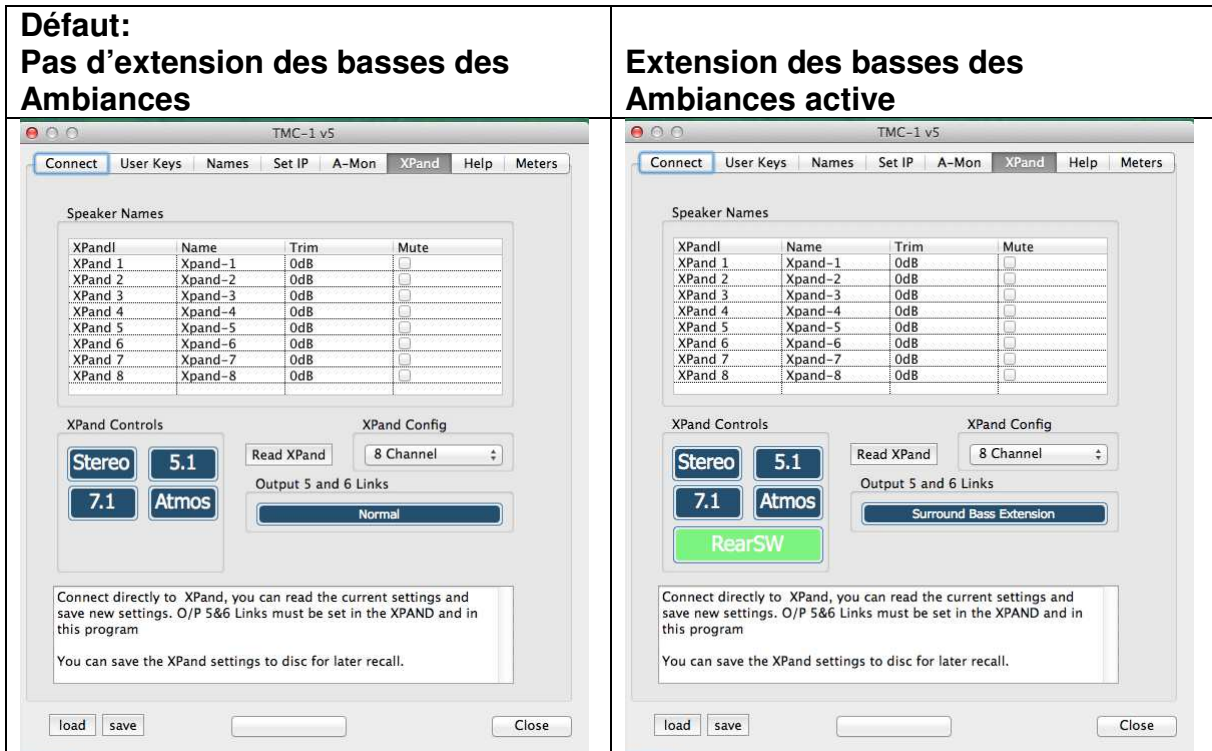 Défaut:
Pas d'extension des basses des
Ambiances
TMC-1 v5
Connect User Keys Names Set IP A-Mon XPand Help Meters
Speaker Names
XPandl Name Trim Mute
XPand 1 Xpand-1 0dB
XPand 2 Xpand-2 0dB
XPand 3 Xpand-3 0dB
XPand 4 Xpand-4 0dB
XPand 5 Xpand-5 0dB
XPand 6 Xpand-6 0dB
XPand 7 Xpand-7 0dB
XPand 8 Xpand-8 0dB
XPand Controls XPand Config
Stereo 5.1 Read XPand 8 Channel
Output 5 and 6 Links
7.1 Atmos Normal
Connect directly to XPand, you can read the current settings and
save new settings. O/P 5&6 Links must be set in the XPAND and in
this program
You can save the XPand settings to disc for later recall.
load save Close
Extension des basses des
Ambiances active
TMC-1 v5
Connect User Keys Names Set IP A-Mon XPand Help Meters
Speaker Names
XPandl Name Trim Mute
XPand 1 Xpand-1 0dB
XPand 2 Xpand-2 0dB
XPand 3 Xpand-3 0dB
XPand 4 Xpand-4 0dB
XPand 5 Xpand-5 0dB
XPand 6 Xpand-6 0dB
XPand 7 Xpand-7 0dB
XPand 8 Xpand-8 0dB
XPand Controls XPand Config
Stereo 5.1 Read XPand 8 Channel
Output 5 and 6 Links
7.1 Atmos Surround Bass Extension
RearSW
Connect directly to XPand, you can read the current settings and
save new settings. O/P 5&6 Links must be set in the XPAND and in
this program
You can save the XPand settings to disc for later recall.
load save Close